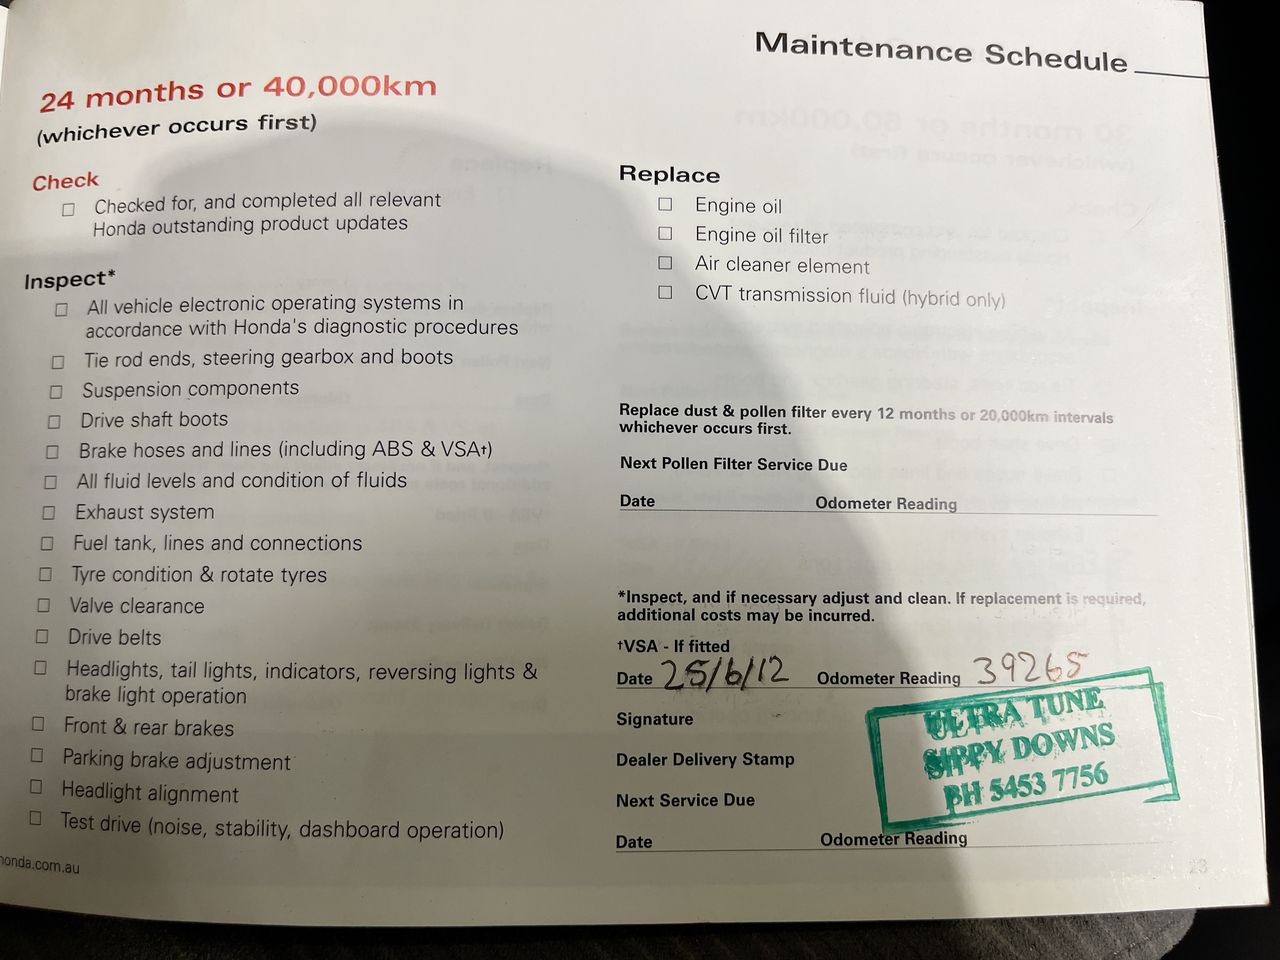 Maintenance Schedule
24 months or 40,000km
(whichever occurs first)
Check
Checked for, and completed all relevant
Honda outstanding product updates
Inspect*
All vehicle electronic operating systems in
accordance with Honda's diagnostic procedures
Tie rod ends, steering gearbox and boots
Suspension components
Drive shaft boots
Brake hoses and lines (including ABS & VSA†)
All fluid levels and condition of fluids
Exhaust system
Fuel tank, lines and connections
Tyre condition & rotate tyres
Valve clearance
Drive belts
Headlights, tail lights, indicators, reversing lights &
brake light operation
Front & rear brakes
Parking brake adjustment
Headlight alignment
Test drive (noise, stability, dashboard operation)
honda.com.au
Replace
Engine oil
Engine oil filter
Air cleaner element
CVT transmission fluid (hybrid only)
Replace dust & pollen filter every 12 months or 20,000km intervals
whichever occurs first.
Next Pollen Filter Service Due
Date Odometer Reading
*Inspect, and if necessary adjust and clean. If replacement is required,
additional costs may be incurred.
†VSA - If fitted
Date 25/6/12 Odometer Reading 39265
Signature
Dealer Delivery Stamp
Next Service Due
Date Odometer Reading
ULTRA TUNE
SIPPY DOWNS
PH 5453 7756
23